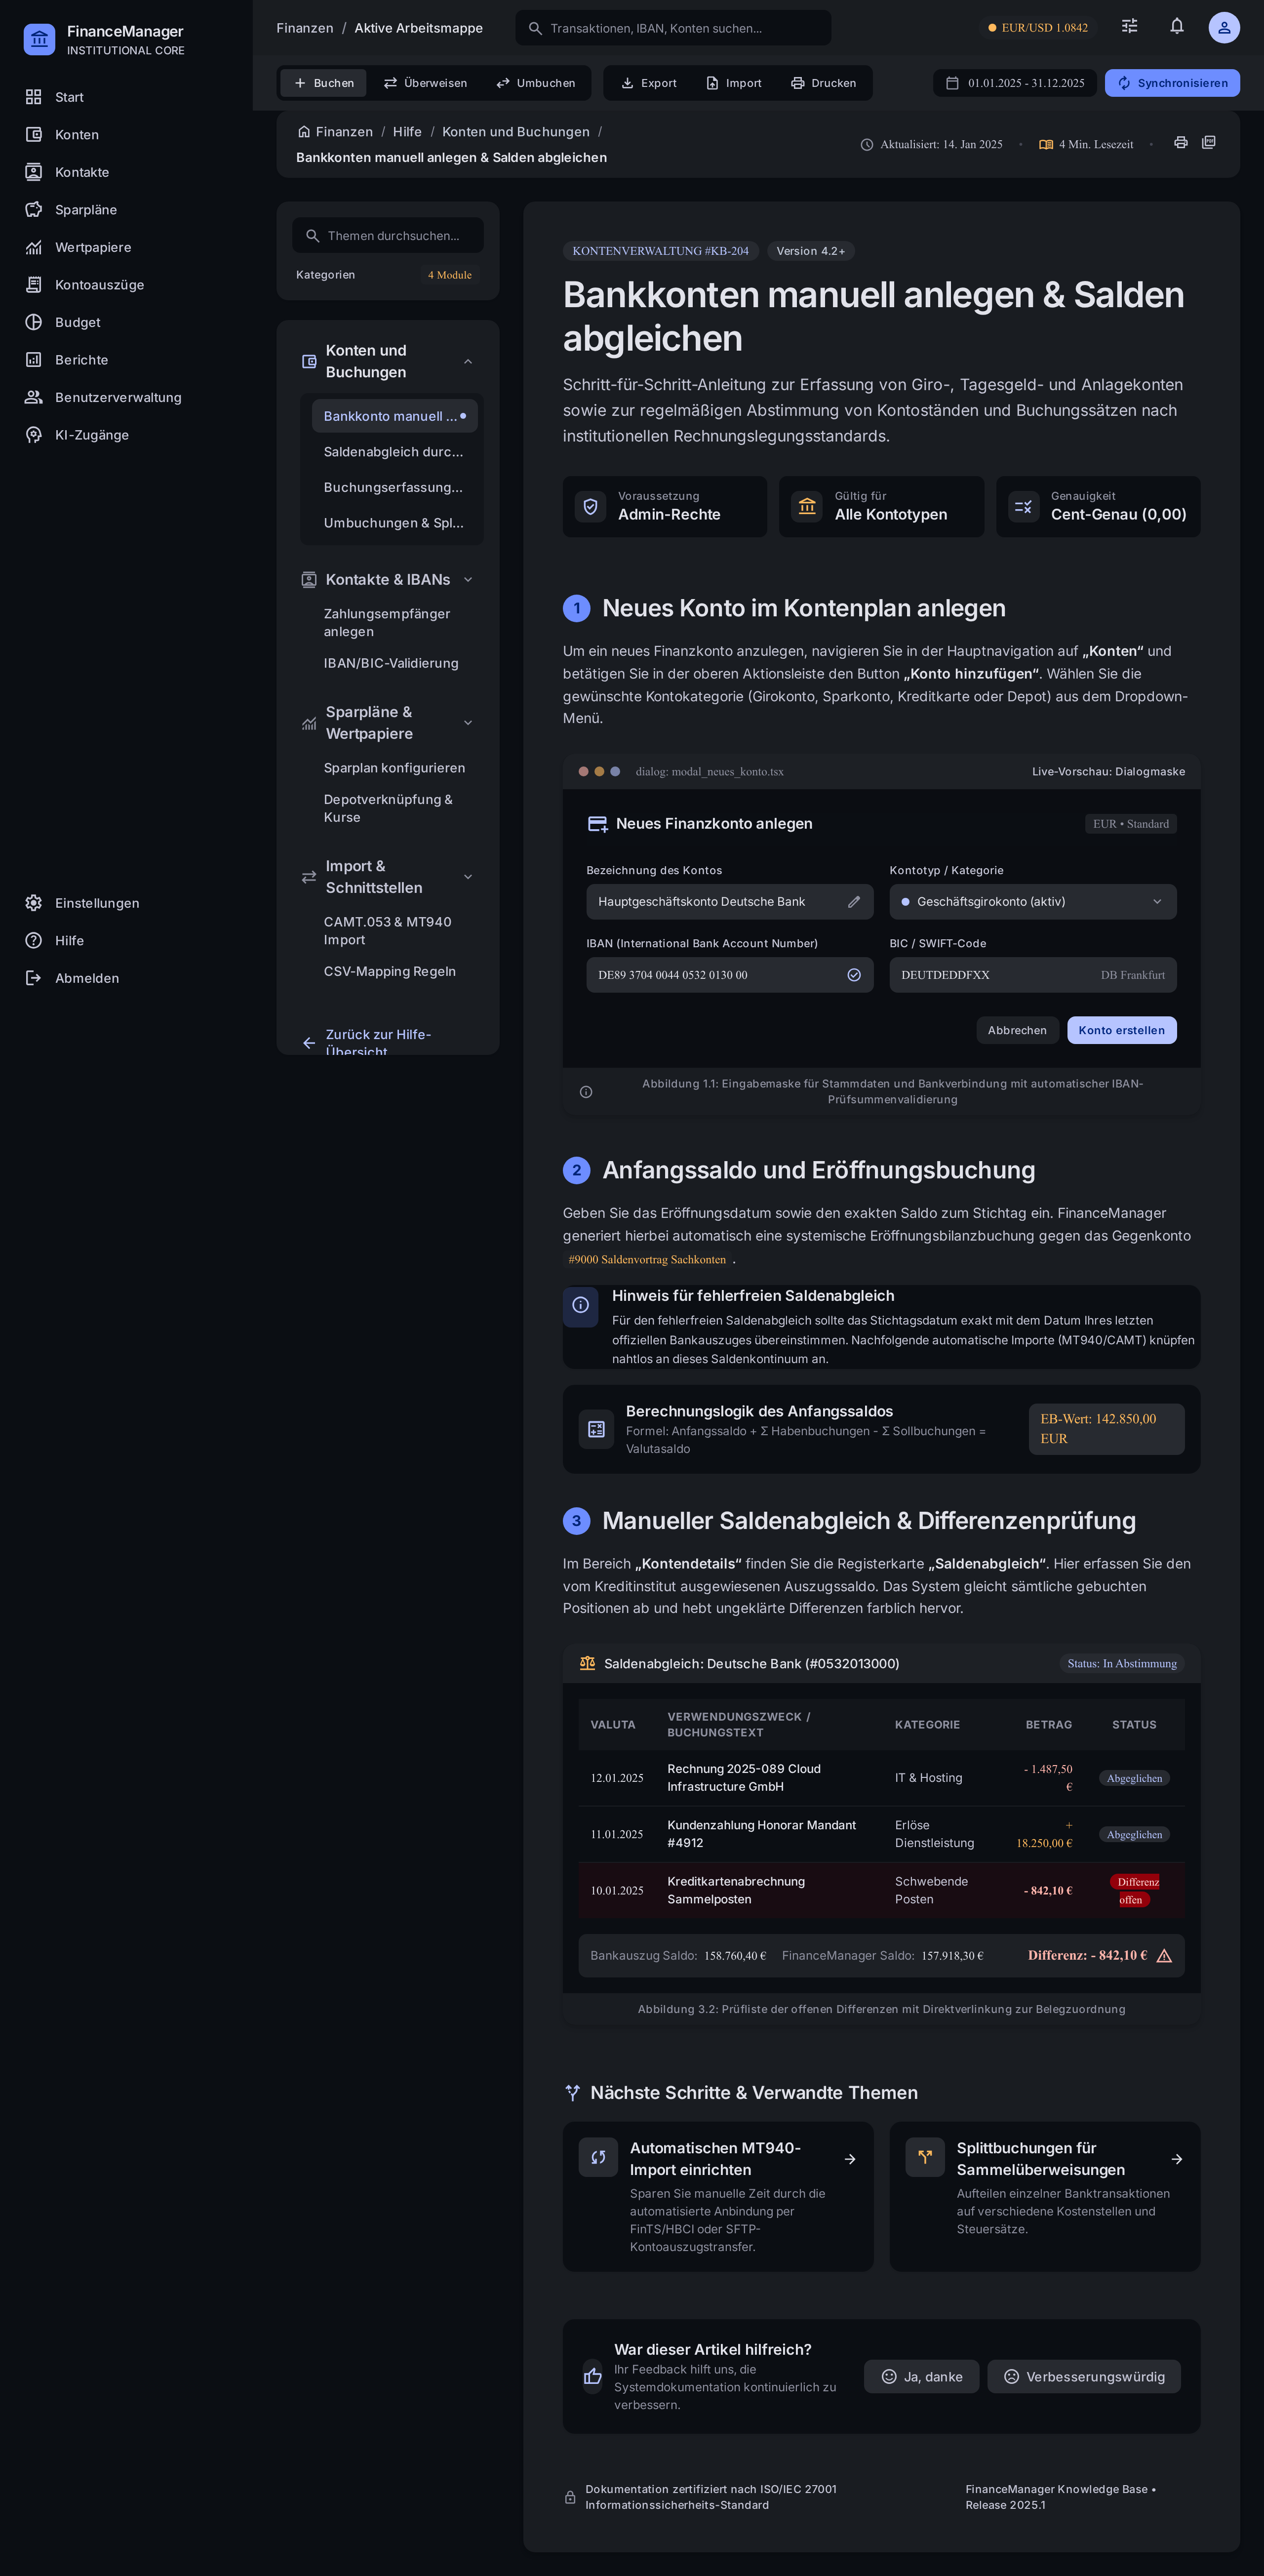 FinanceManager
INSTITUTIONAL CORE
Start
Konten
Kontakte
Sparpläne
Wertpapiere
Kontoauszüge
Budget
Berichte
Benutzerverwaltung
KI-Zugänge
Einstellungen
Hilfe
Abmelden
Finanzen / Aktive Arbeitsmappe
Transaktionen, IBAN, Konten suchen...
EUR/USD 1.0842
Buchen
Überweisen
Umbuchen
Export
Import
Drucken
01.01.2025 - 31.12.2025
Synchronisieren
Finanzen / Hilfe / Konten und Buchungen /
Bankkonten manuell anlegen & Salden abgleichen
Aktualisiert: 14. Jan 2025 • 4 Min. Lesezeit •
Themen durchsuchen...
Kategorien
4 Module
Konten und
Buchungen
Bankkonto manuell ...
Saldenabgleich durc...
Buchungserfassung...
Umbuchungen & Spl...
Kontakte & IBANs
Zahlungsempfänger
anlegen
IBAN/BIC-Validierung
Sparpläne &
Wertpapiere
Sparplan konfigurieren
Depotverknüpfung &
Kurse
Import &
Schnittstellen
CAMT.053 & MT940
Import
CSV-Mapping Regeln
Zurück zur Hilfe-
Übersicht
KONTENVERWALTUNG #KB-204
Version 4.2+
Bankkonten manuell anlegen & Salden
abgleichen
Schritt-für-Schritt-Anleitung zur Erfassung von Giro-, Tagesgeld- und Anlagekonten
sowie zur regelmäßigen Abstimmung von Kontoständen und Buchungssätzen nach
institutionellen Rechnungslegungsstandards.
Voraussetzung
Admin-Rechte
Gültig für
Alle Kontotypen
Genauigkeit
Cent-Genau (0,00)
1 Neues Konto im Kontenplan anlegen
Um ein neues Finanzkonto anzulegen, navigieren Sie in der Hauptnavigation auf „Konten“ und
betätigen Sie in der oberen Aktionsleiste den Button „Konto hinzufügen“. Wählen Sie die
gewünschte Kontokategorie (Girokonto, Sparkonto, Kreditkarte oder Depot) aus dem Dropdown-
Menü.
dialog: modal_neues_konto.tsx
Live-Vorschau: Dialogmaske
Neues Finanzkonto anlegen
EUR • Standard
Bezeichnung des Kontos
Hauptgeschäftskonto Deutsche Bank
Kontotyp / Kategorie
Geschäftsgirokonto (aktiv)
IBAN (International Bank Account Number)
DE89 3704 0044 0532 0130 00
BIC / SWIFT-Code
DEUTDEDDFXX
DB Frankfurt
Abbrechen
Konto erstellen
Abbildung 1.1: Eingabemaske für Stammdaten und Bankverbindung mit automatischer IBAN-
Prüfsummenvalidierung
2 Anfangssaldo und Eröffnungsbuchung
Geben Sie das Eröffnungsdatum sowie den exakten Saldo zum Stichtag ein. FinanceManager
generiert hierbei automatisch eine systemische Eröffnungsbilanzbuchung gegen das Gegenkonto
#9000 Saldenvortrag Sachkonten .
Hinweis für fehlerfreien Saldenabgleich
Für den fehlerfreien Saldenabgleich sollte das Stichtagsdatum exakt mit dem Datum Ihres letzten
offiziellen Bankauszuges übereinstimmen. Nachfolgende automatische Importe (MT940/CAMT) knüpfen
nahtlos an dieses Saldenkontinuum an.
Berechnungslogik des Anfangssaldos
Formel: Anfangssaldo + Σ Habenbuchungen - Σ Sollbuchungen =
Valutasaldo
EB-Wert: 142.850,00
EUR
3 Manueller Saldenabgleich & Differenzenprüfung
Im Bereich „Kontendetails“ finden Sie die Registerkarte „Saldenabgleich“. Hier erfassen Sie den
vom Kreditinstitut ausgewiesenen Auszugssaldo. Das System gleicht sämtliche gebuchten
Positionen ab und hebt ungeklärte Differenzen farblich hervor.
Saldenabgleich: Deutsche Bank (#0532013000)
Status: In Abstimmung
VALUTA
VERWENDUNGSZWECK /
BUCHUNGSTEXT
KATEGORIE
BETRAG
STATUS
12.01.2025
Rechnung 2025-089 Cloud
Infrastructure GmbH
IT & Hosting
- 1.487,50
€
Abgeglichen
11.01.2025
Kundenzahlung Honorar Mandant
#4912
Erlöse
Dienstleistung
+
18.250,00 €
Abgeglichen
10.01.2025
Kreditkartenabrechnung
Sammelposten
Schwebende
Posten
- 842,10 €
Differenz
offen
Bankauszug Saldo: 158.760,40 €
FinanceManager Saldo: 157.918,30 €
Differenz: - 842,10 €
Abbildung 3.2: Prüfliste der offenen Differenzen mit Direktverlinkung zur Belegzuordnung
Nächste Schritte & Verwandte Themen
Automatischen MT940-
Import einrichten
Sparen Sie manuelle Zeit durch die
automatisierte Anbindung per
FinTS/HBCI oder SFTP-
Kontoauszugstransfer.
Splittbuchungen für
Sammelüberweisungen
Aufteilen einzelner Banktransaktionen
auf verschiedene Kostenstellen und
Steuersätze.
War dieser Artikel hilfreich?
Ihr Feedback hilft uns, die
Systemdokumentation kontinuierlich zu
verbessern.
Ja, danke
Verbesserungswürdig
Dokumentation zertifiziert nach ISO/IEC 27001
Informationssicherheits-Standard
FinanceManager Knowledge Base •
Release 2025.1